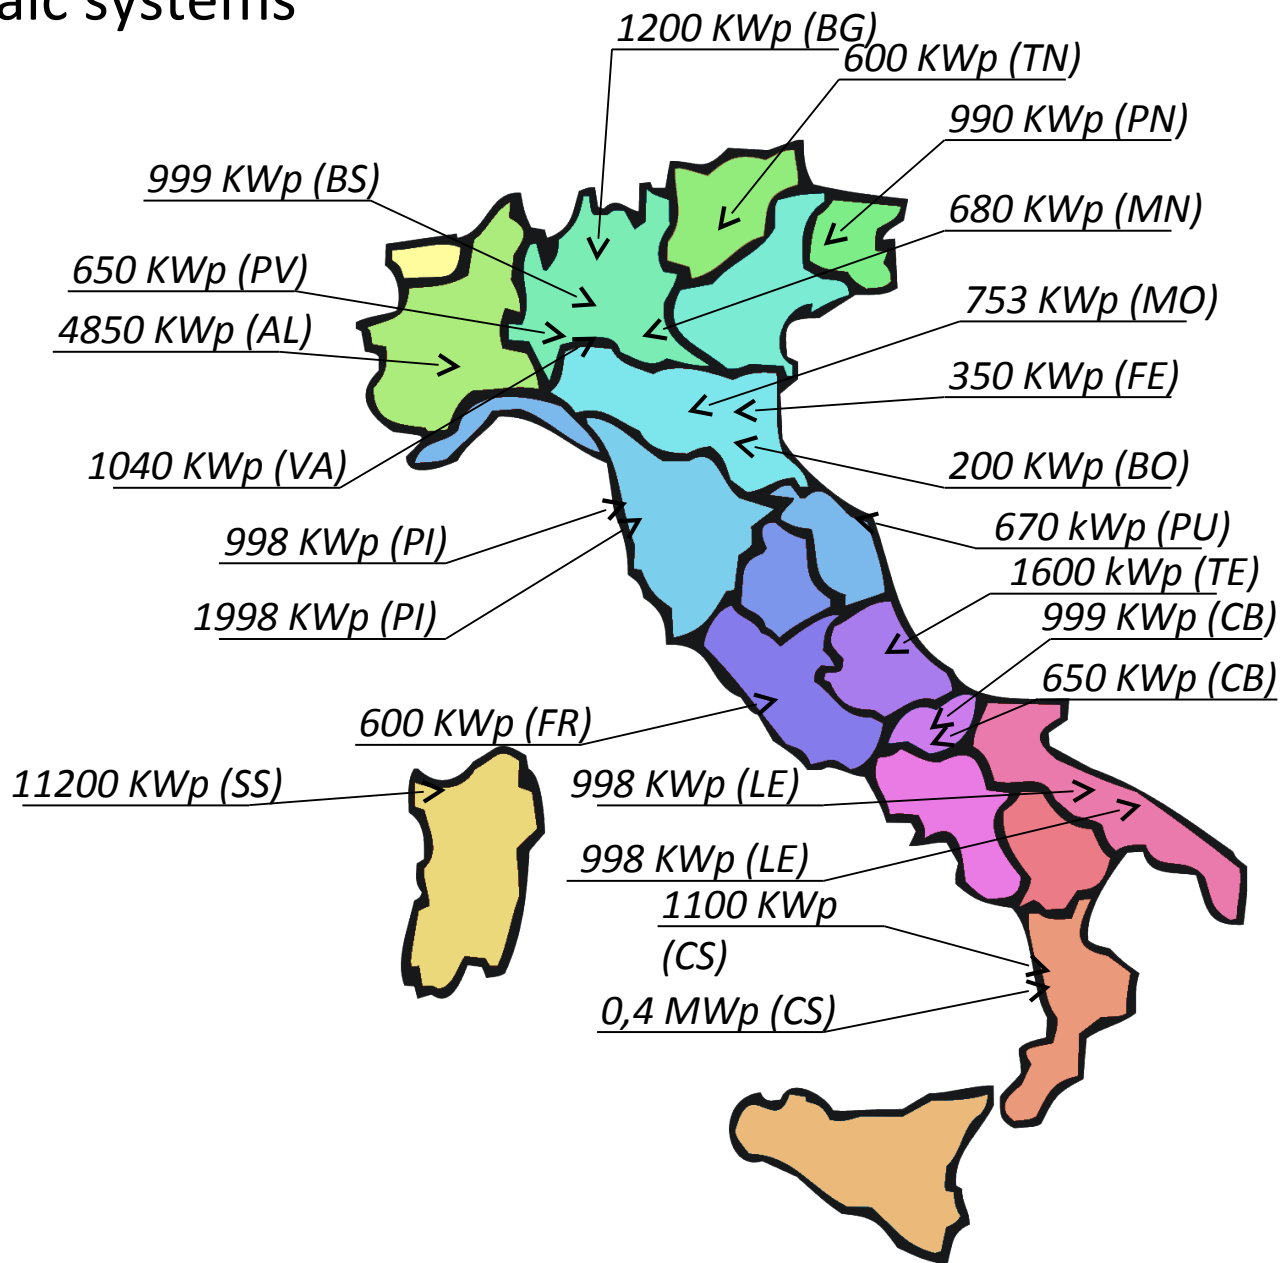 aic systems
1200 KWp (BG)
600 KWp (TN)
990 KWp (PN)
999 KWp (BS)
680 KWp (MN)
650 KWp (PV)
753 KWp (MO)
4850 KWp (AL)
350 KWp (FE)
1040 KWp (VA)
200 KWp (BO)
998 KWp (PI)
670 kWp (PU)
1600 kWp (TE)
1998 KWp (PI)
999 KWp (CB)
650 KWp (CB)
600 KWp (FR)
11200 KWp (SS)
998 KWp (LE)
998 KWp (LE)
1100 KWp
(CS)
0,4 MWp (CS)